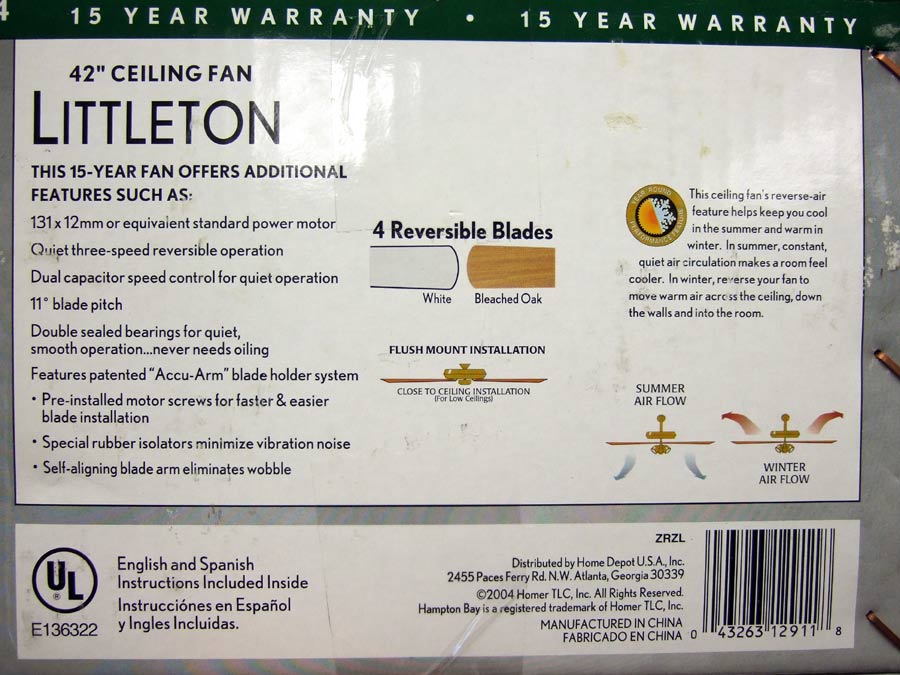 4 15 YEAR WARRANTY • 15 YEAR WARRANTY
42" CEILING FAN
LITTLETON
THIS 15-YEAR FAN OFFERS ADDITIONAL
FEATURES SUCH AS:
131 x 12mm or equivalent standard power motor
Quiet three-speed reversible operation
Dual capacitor speed control for quiet operation
11° blade pitch
Double sealed bearings for quiet,
smooth operation...never needs oiling
Features patented "Accu-Arm" blade holder system
• Pre-installed motor screws for faster & easier
blade installation
• Special rubber isolators minimize vibration noise
• Self-aligning blade arm eliminates wobble
4 Reversible Blades
White
Bleached Oak
FLUSH MOUNT INSTALLATION
CLOSE TO CEILING INSTALLATION
(For Low Ceilings)
YEAR ROUND
PERFORMANCE FAN
This ceiling fan's reverse-air
feature helps keep you cool
in the summer and warm in
winter. In summer, constant,
quiet air circulation makes a room feel
cooler. In winter, reverse your fan to
move warm air across the ceiling, down
the walls and into the room.
SUMMER
AIR FLOW
WINTER
AIR FLOW
UL
®
E136322
English and Spanish
Instructions Included Inside
Instrucciónes en Español
y Ingles Incluidas.
ZRZL
Distributed by Home Depot U.S.A., Inc.
2455 Paces Ferry Rd. N.W. Atlanta, Georgia 30339
©2004 Homer TLC, Inc. All Rights Reserved.
Hampton Bay is a registered trademark of Homer TLC, Inc.
MANUFACTURED IN CHINA
FABRICADO EN CHINA
0 43263 12911 8